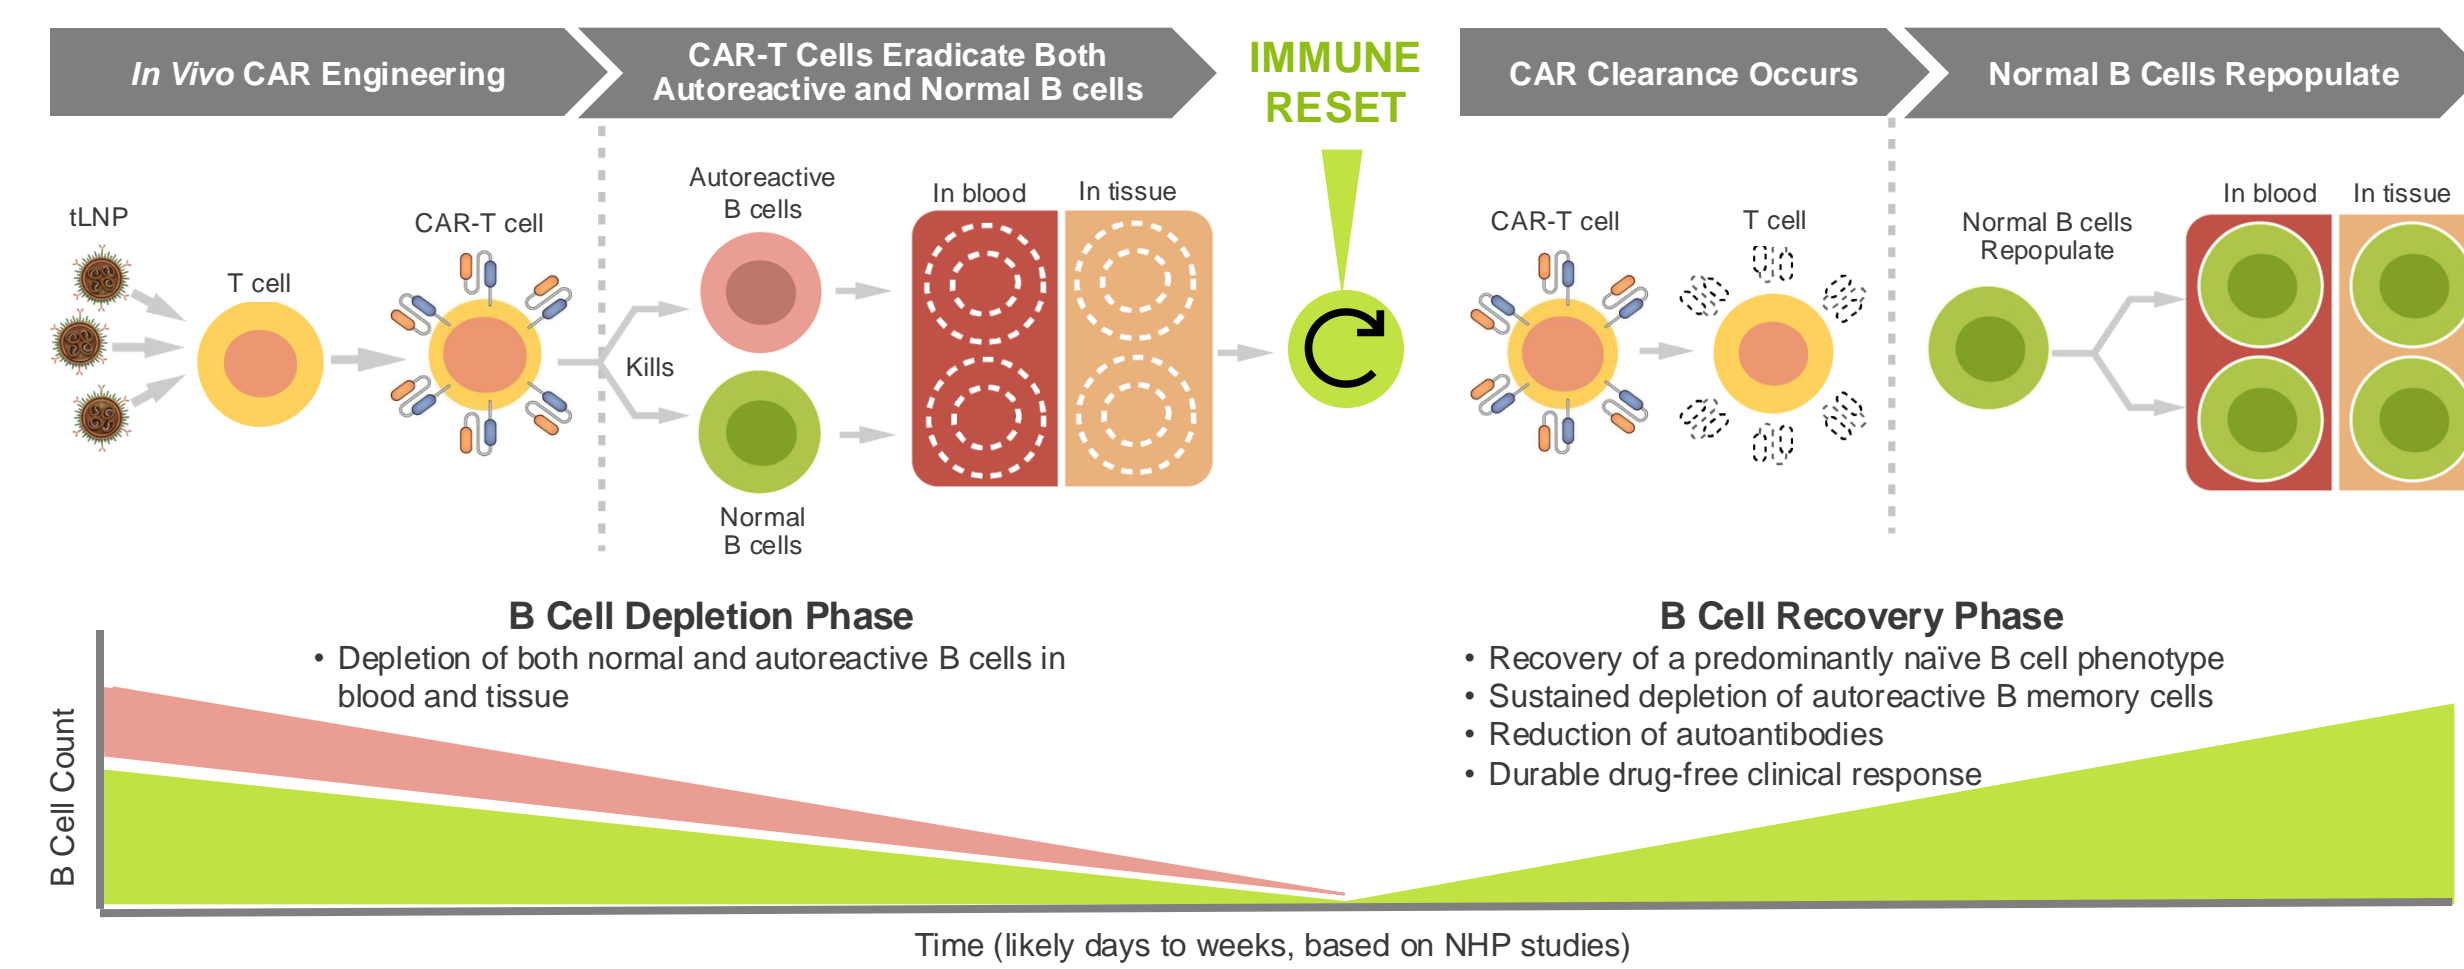 In Vivo CAR Engineering
CAR-T Cells Eradicate Both
Autoreactive and Normal B cells
IMMUNE
RESET
CAR Clearance Occurs
Normal B Cells Repopulate
tLNP
T cell
CAR-T cell
Kills
Autoreactive
B cells
Normal
B cells
In blood
In tissue
CAR-T cell
T cell
Normal B cells
Repopulate
In blood
In tissue
B Cell Depletion Phase
• Depletion of both normal and autoreactive B cells in
blood and tissue
B Cell Recovery Phase
• Recovery of a predominantly naïve B cell phenotype
• Sustained depletion of autoreactive B memory cells
• Reduction of autoantibodies
• Durable drug-free clinical response
B Cell Count
Time (likely days to weeks, based on NHP studies)